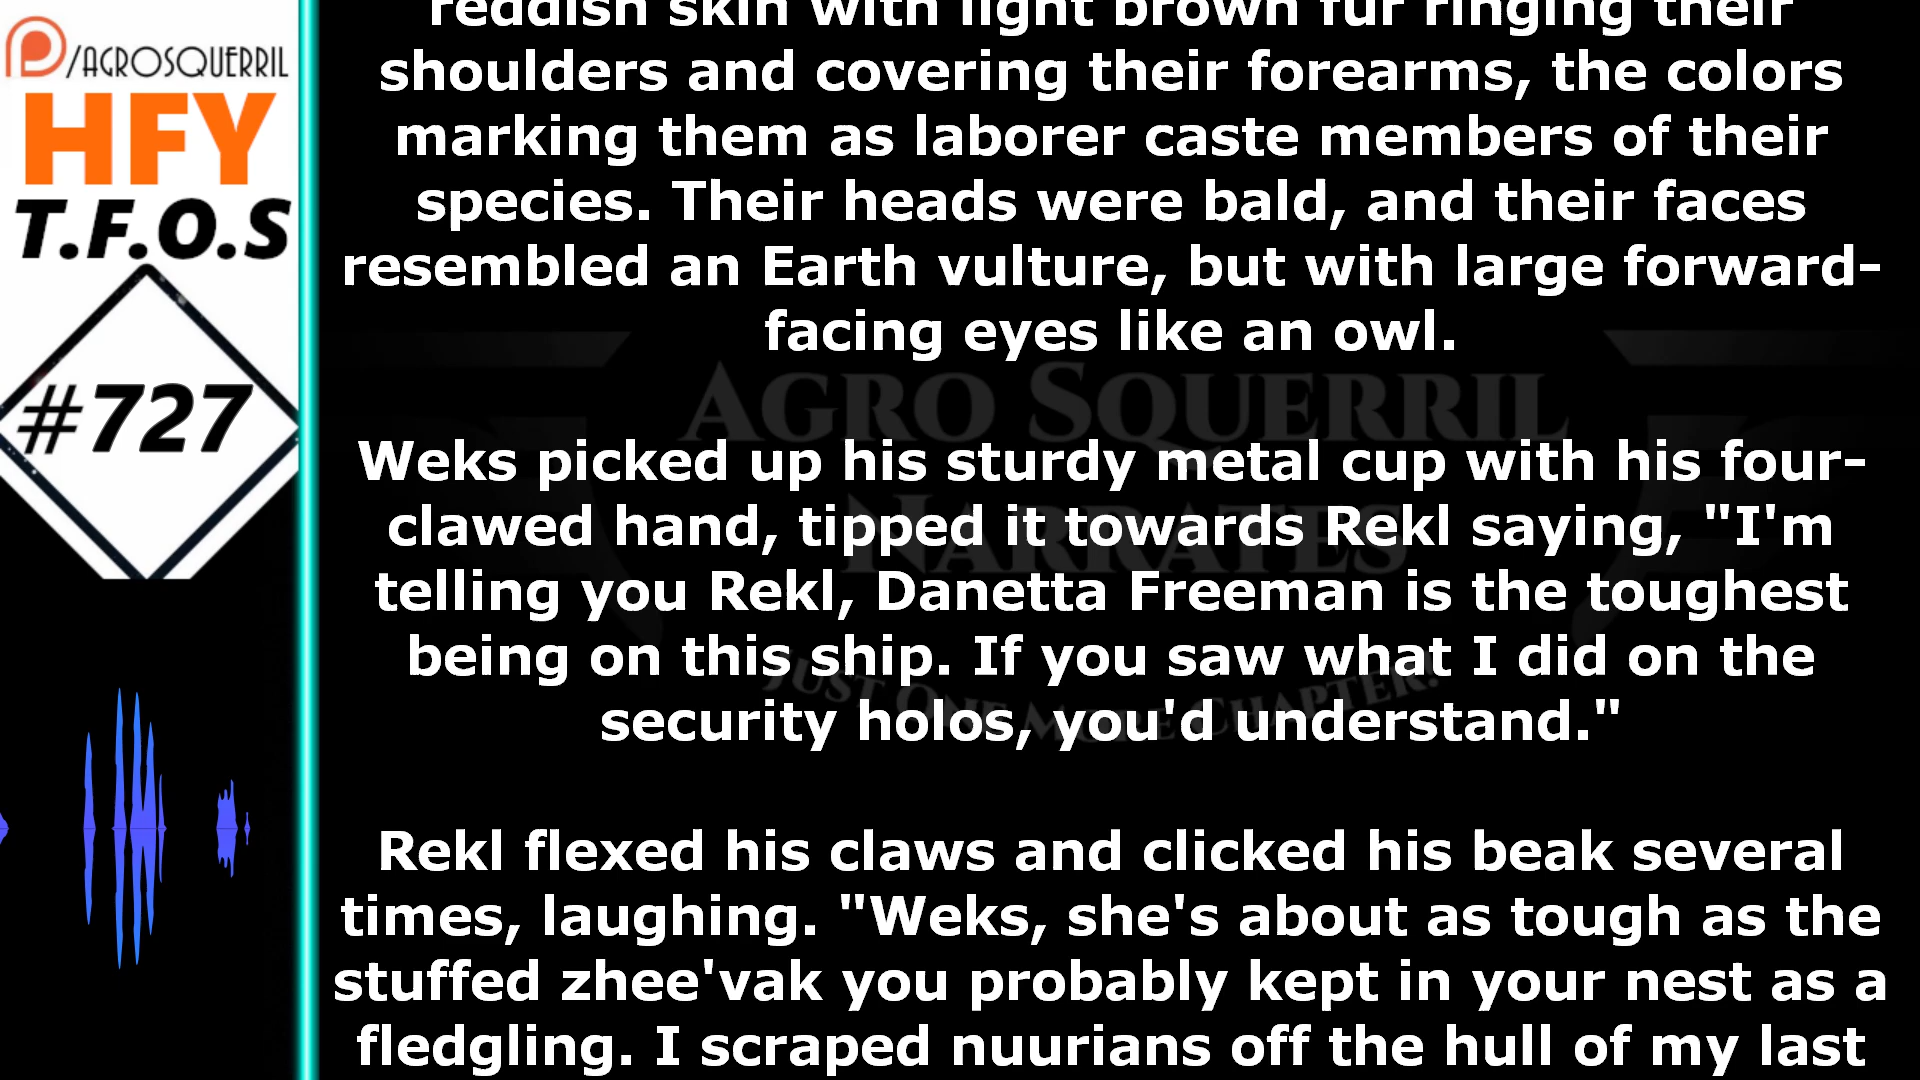 /AGROSQUERRIL
HFY
T.F.O.S
#727
reddish skin with light brown fur ringing their
shoulders and covering their forearms, the colors
marking them as laborer caste members of their
species. Their heads were bald, and their faces
resembled an Earth vulture, but with large forward-
facing eyes like an owl.
Weks picked up his sturdy metal cup with his four-
clawed hand, tipped it towards Rekl saying, "I'm
telling you Rekl, Danetta Freeman is the toughest
being on this ship. If you saw what I did on the
security holos, you'd understand."
Rekl flexed his claws and clicked his beak several
times, laughing. "Weks, she's about as tough as the
stuffed zhee'vak you probably kept in your nest as a
fledgling. I scraped nuurians off the hull of my last
AGRO SQUERRIL
NARRATES
JUST ONE MORE CHAPTER.